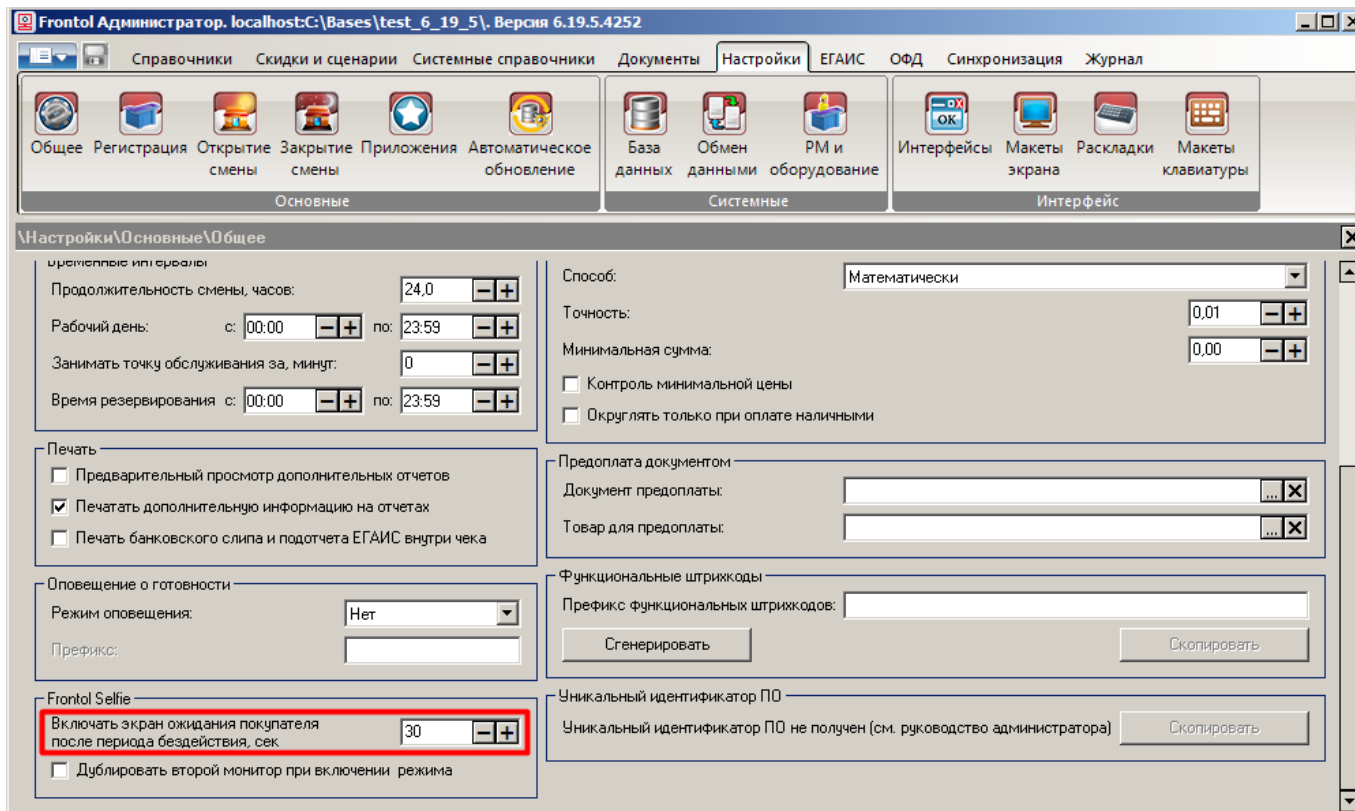 Frontol Администратор. localhost:C:\Bases\test_6_19_5\. Версия 6.19.5.4252
Справочники Скидки и сценарии Системные справочники Документы Настройки ЕГАИС ОФД Синхронизация Журнал
Общее Регистрация Открытие смены Закрытие смены Приложения Автоматическое обновление
Основные
База данных Обмен данными РМ и оборудование
Системные
OX
OK
Интерфейсы Макеты экрана Раскладки Макеты клавиатуры
Интерфейс
\Настройки\Основные\Общее
Временные интервалы
Продолжительность смены, часов: 24,0
Рабочий день: с: 00:00 по: 23:59
Занимать точку обслуживания за, минут: 0
Время резервирования с: 00:00 по: 23:59
Печать
Предварительный просмотр дополнительных отчетов
Печатать дополнительную информацию на отчетах
Печать банковского слипа и подотчета ЕГАИС внутри чека
Оповещение о готовности
Режим оповещения: Нет
Префикс:
Frontol Selfie
Включать экран ожидания покупателя
после периода бездействия, сек 30
Дублировать второй монитор при включении режима
Способ: Математически
Точность: 0,01
Минимальная сумма: 0,00
Контроль минимальной цены
Округлять только при оплате наличными
Предоплата документом
Документ предоплаты: ...
Товар для предоплаты: ...
Функциональные штрихкоды
Префикс функциональных штрихкодов:
Сгенерировать Скопировать
Уникальный идентификатор ПО
Уникальный идентификатор ПО не получен (см. руководство администратора) Скопировать